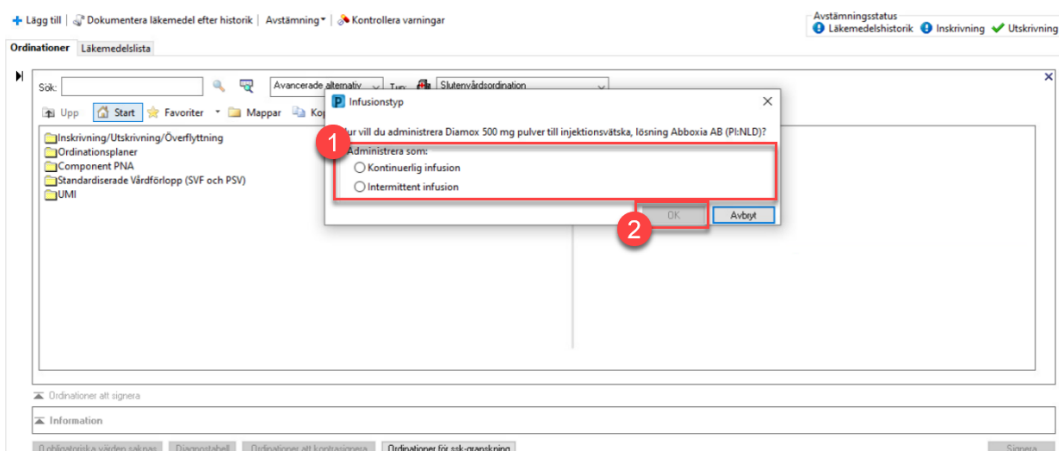 Lägg till | Dokumentera läkemedel efter historik | Avstämning | Kontrollera varningar
Avstämningsstatus
Läkemedelshistorik Inskrivning Utskrivning
Ordinationer Läkemedelslista
Sök: Avancerade alternativ Typ: Slutenvårdsordination
Upp Start Favoriter Mappar
Inskrivning/Utskrivning/Överflyttning
Ordinationsplaner
Component PNA
Standardiserade Vårdförlopp (SVF och PSV)
UMI
Infusionstyp
vill du administrera Diamox 500 mg pulver till injektionsvätska, lösning Abboxia AB (PI:NLD)?
1
Administrera som:
Kontinuerlig infusion
Intermittent infusion
2
OK Avbryt
Ordinationer att signera
Information
0 obligatoriska värden saknas Diagnostabell Ordinationer att kontrasignera Ordinationer för ssk-granskning Signera